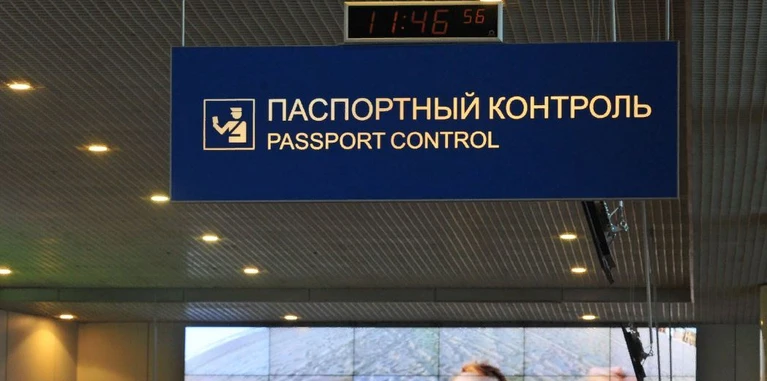 11:46 56
ПАСПОРТНЫЙ КОНТРОЛЬ
PASSPORT CONTROL